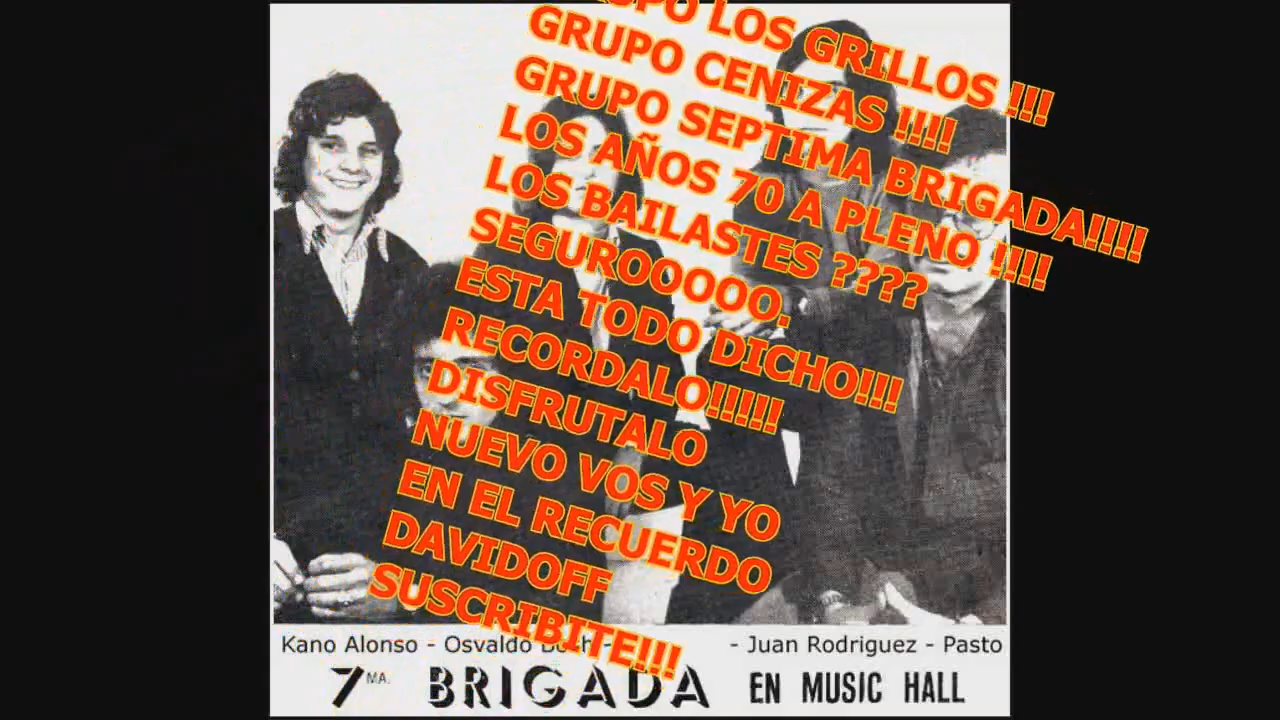 LOS GRILLOS !!!
GRUPO CENIZAS !!!!
GRUPO SEPTIMA BRIGADA!!!!
LOS AÑOS 70 A PLENO !!!!
LOS BAILASTES ????
SEGUROOOOO.
ESTA TODO DICHO!!!
RECORDALO!!!!!
DISFRUTALO
NUEVO VOS Y YO
EN EL RECUERDO
DAVIDOFF
SUSCRIBITE!!!
Kano Alonso - Osvaldo - - Juan Rodriguez - Pasto
7MA. BRIGADA EN MUSIC HALL